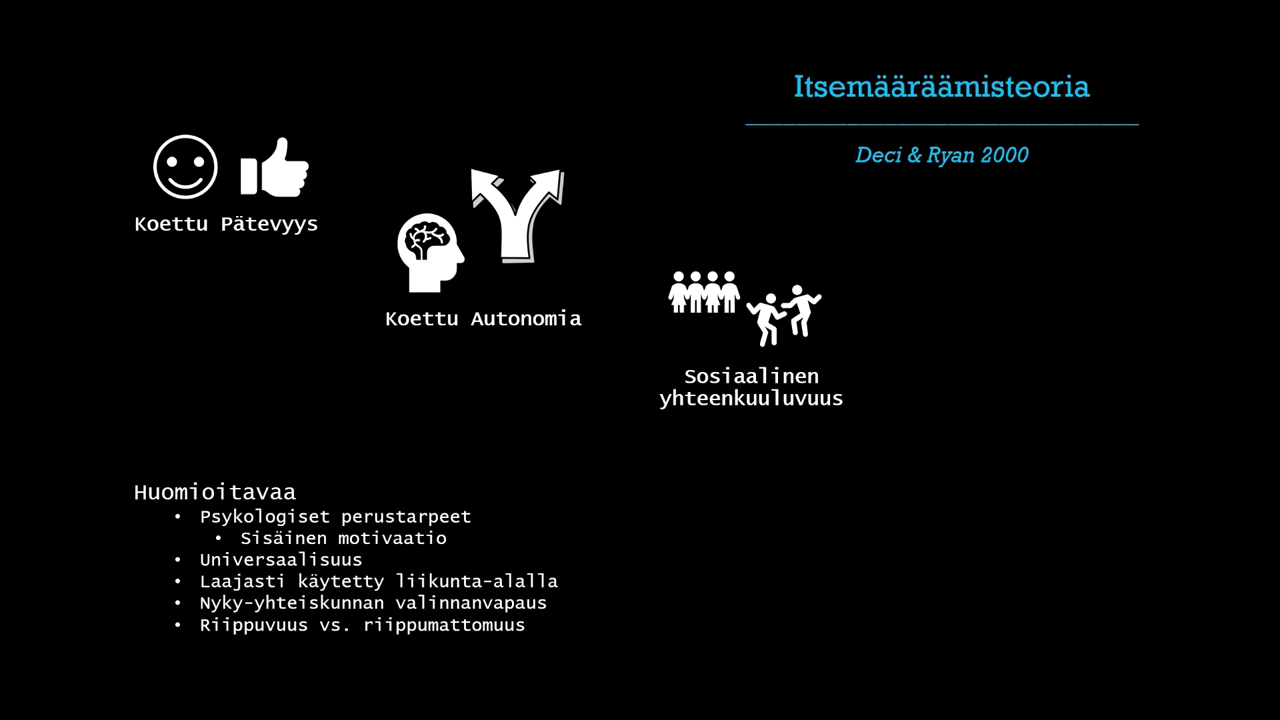 Itsemääräämisteoria
Deci & Ryan 2000
Koettu Pätevyys
Koettu Autonomia
Sosiaalinen
yhteenkuuluvuus
Huomioitavaa
• Psykologiset perustarpeet
• Sisäinen motivaatio
• Universaalisuus
• Laajasti käytetty liikunta-alalla
• Nyky-yhteiskunnan valinnanvapaus
• Riippuvuus vs. riippumattomuus